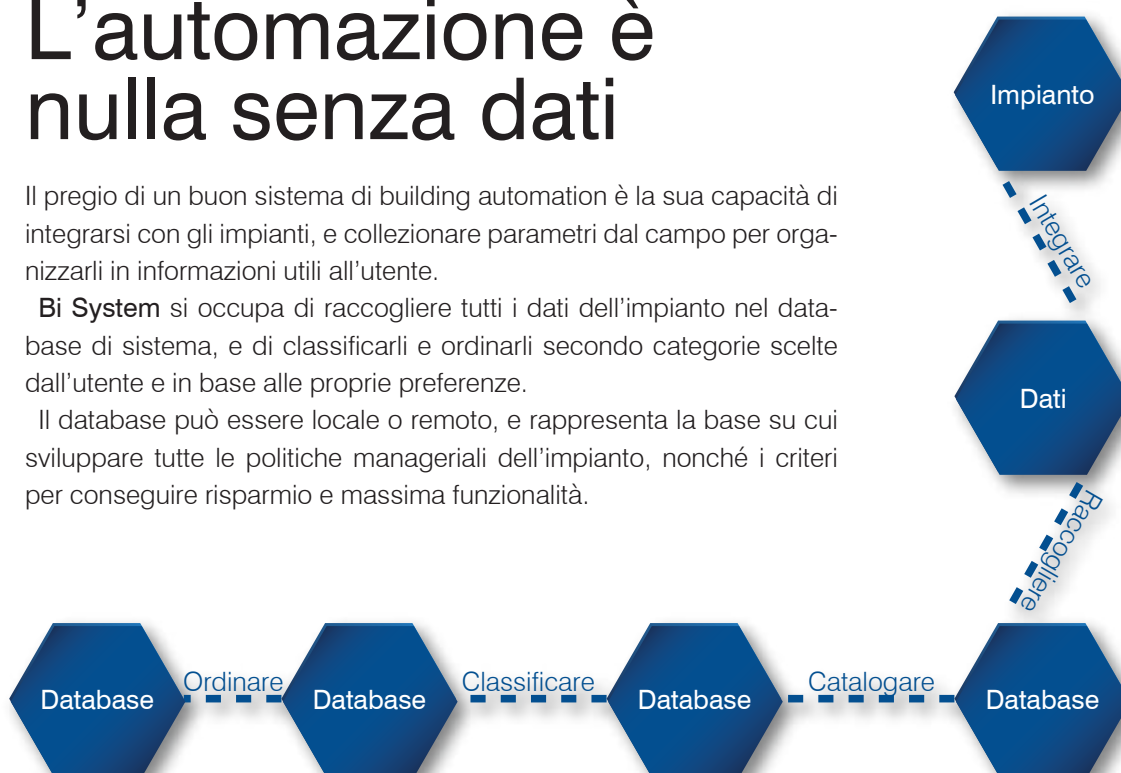 L’automazione è
nulla senza dati
Il pregio di un buon sistema di building automation è la sua capacità di
integrarsi con gli impianti, e collezionare parametri dal campo per orga-
nizzarli in informazioni utili all’utente.
Bi System si occupa di raccogliere tutti i dati dell’impianto nel data-
base di sistema, e di classificarli e ordinarli secondo categorie scelte
dall’utente e in base alle proprie preferenze.
Il database può essere locale o remoto, e rappresenta la base su cui
sviluppare tutte le politiche manageriali dell’impianto, nonché i criteri
per conseguire risparmio e massima funzionalità.
Impianto
Integrare
Dati
Raccogliere
Database
Ordinare
Database
Classificare
Database
Catalogare
Database